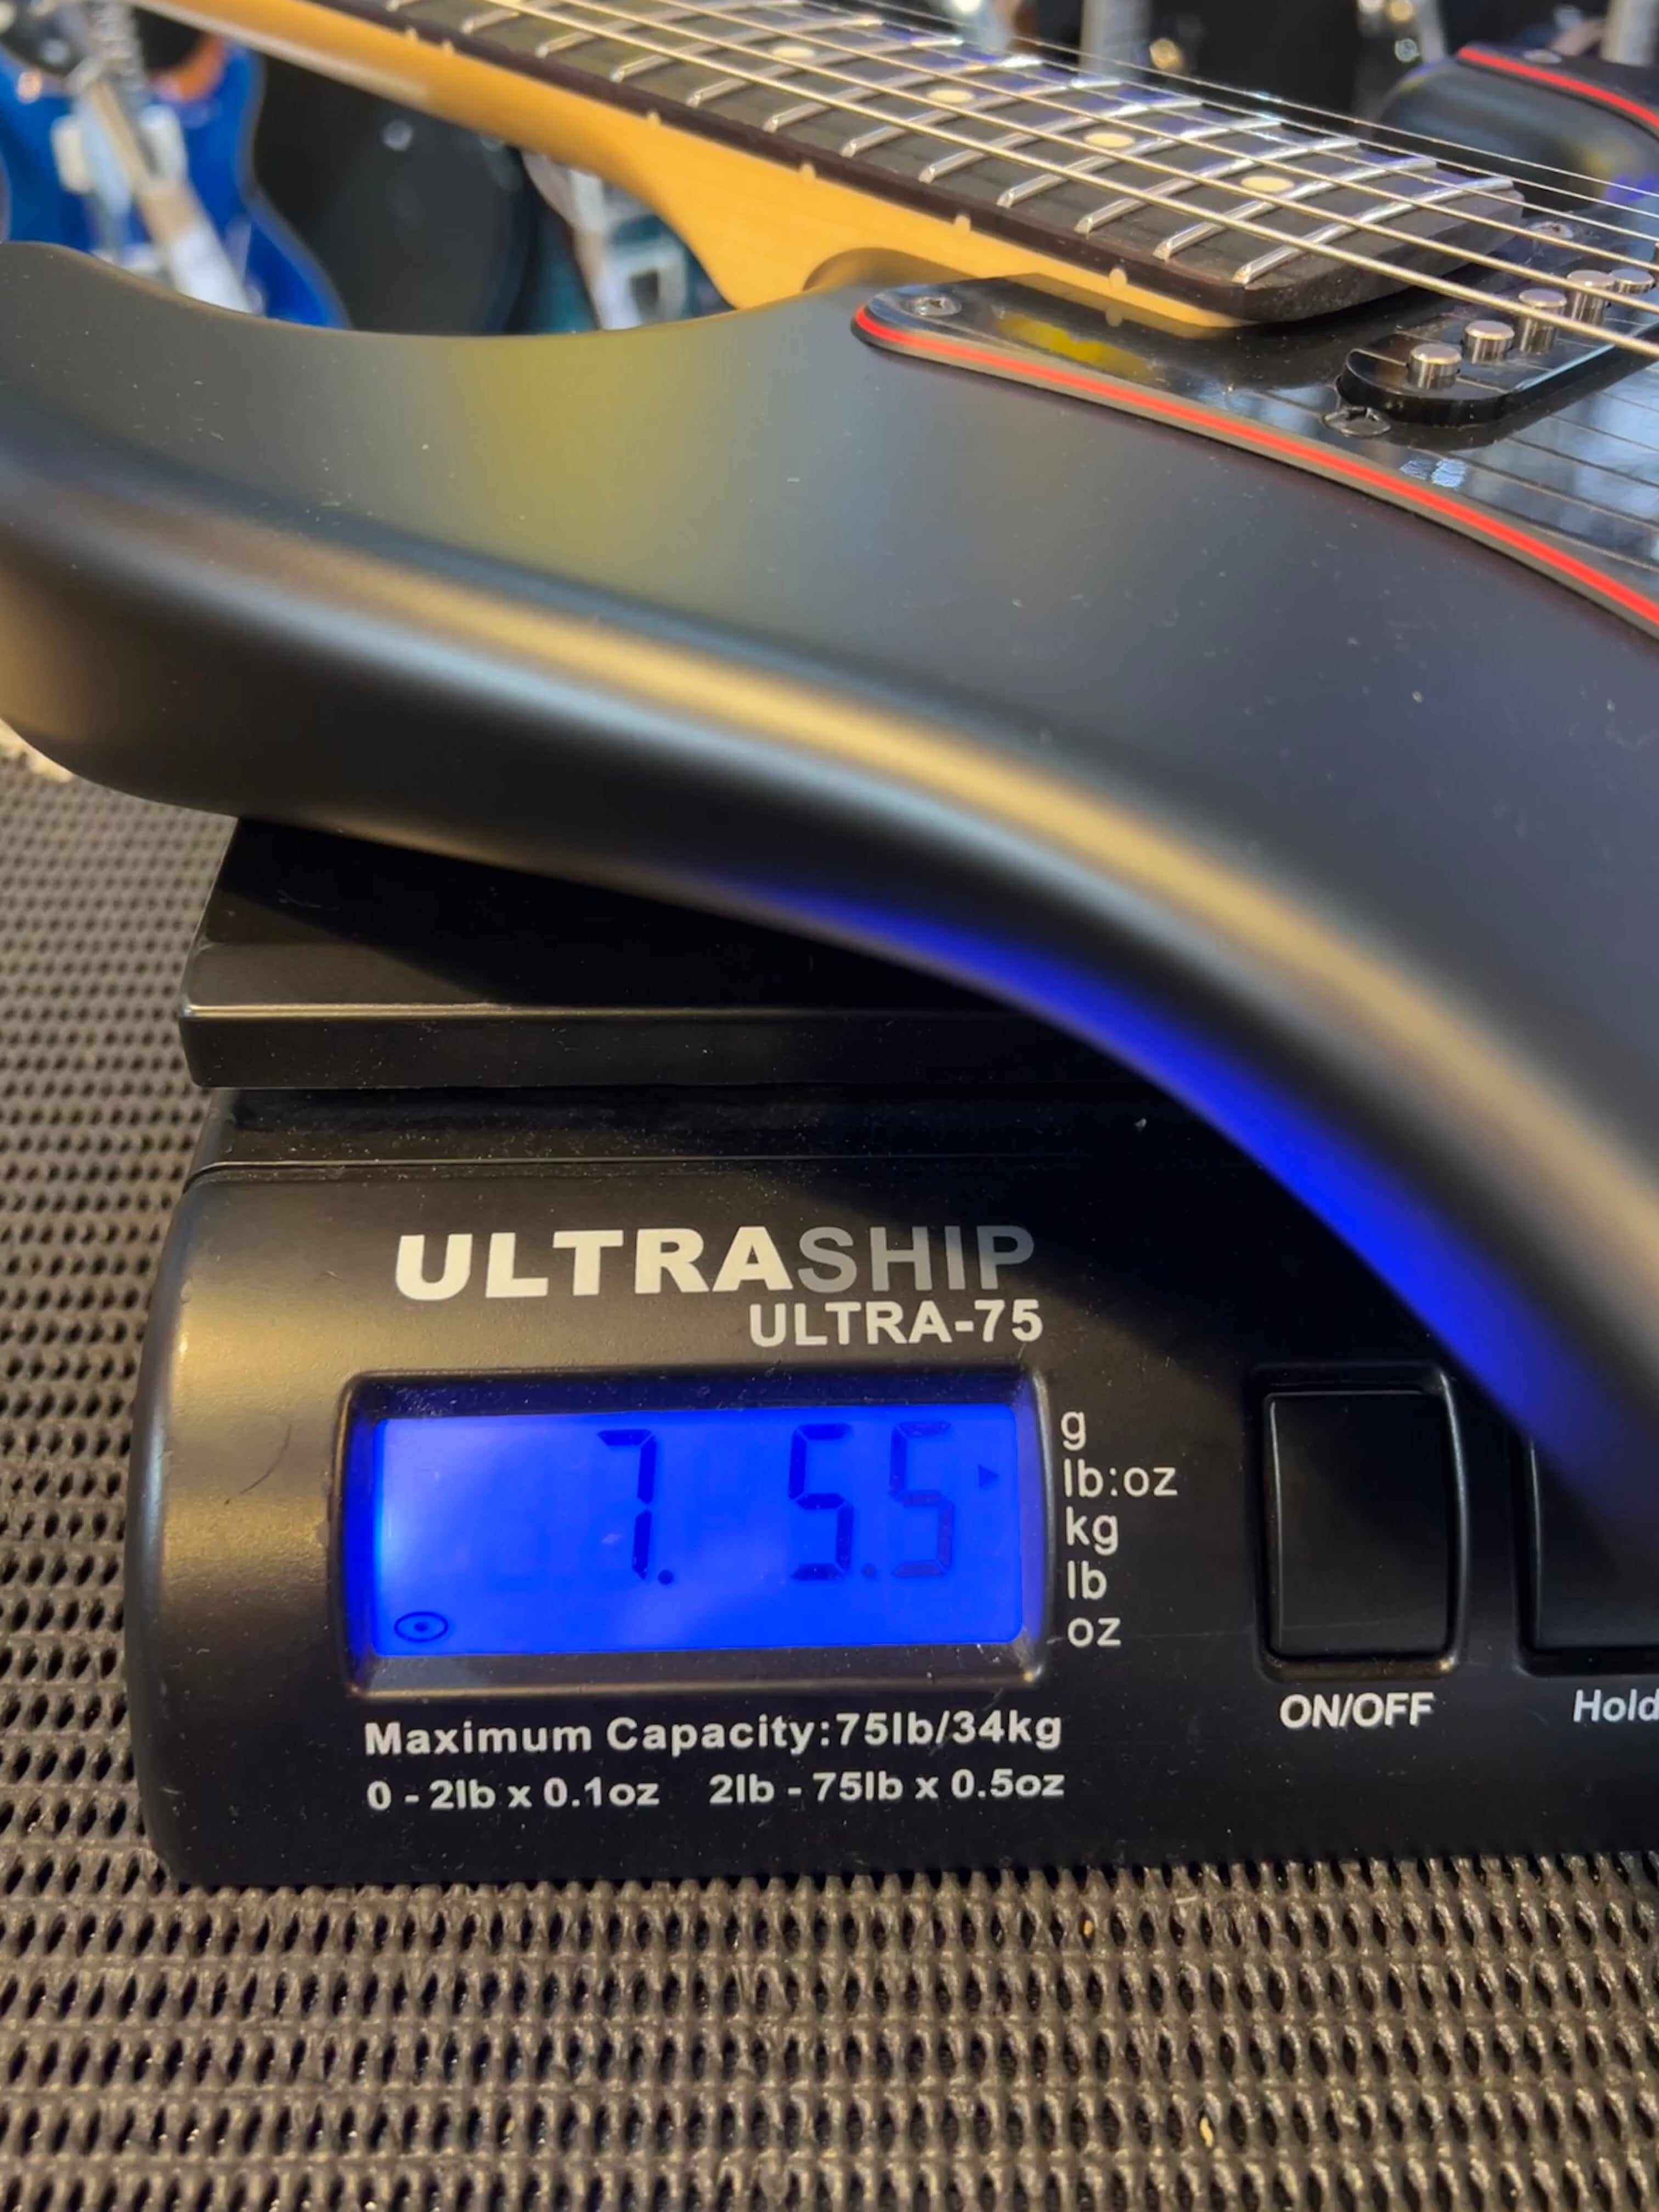 ULTRASHIP
ULTRA-75
7. 5.5
g
lb:oz
kg
lb
oz
ON/OFF
Hold
Maximum Capacity:75lb/34kg
0 - 2lb x 0.1oz 2lb - 75lb x 0.5oz